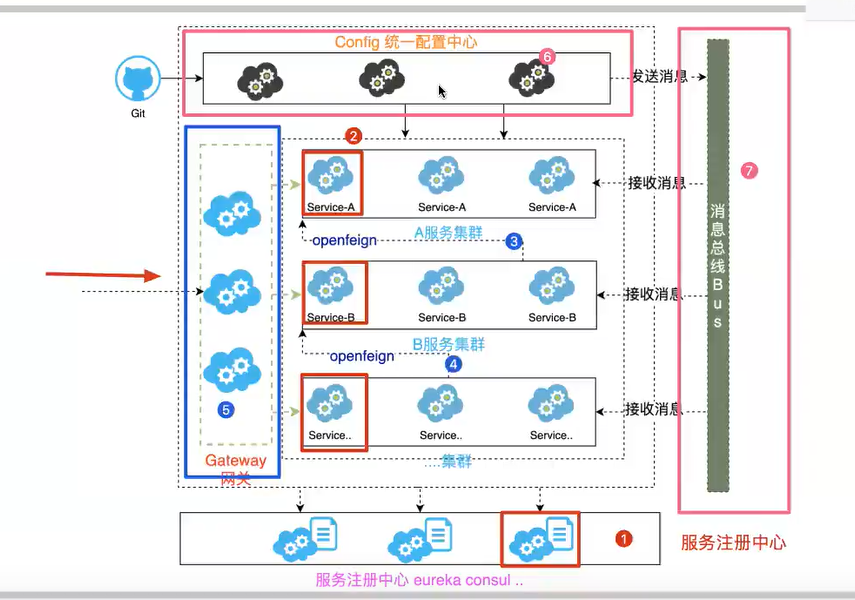 Config 统一配置中心
6
发送消息
Git
2
7
Service-A
Service-A
Service-A
接收消息
openfeign
A服务集群
3
消息总线Bus
Service-B
Service-B
Service-B
接收消息
B服务集群
openfeign
4
5
Service..
Service..
Service..
接收消息
Gateway
网关
....集群
1
服务注册中心
服务注册中心 eureka consul ..